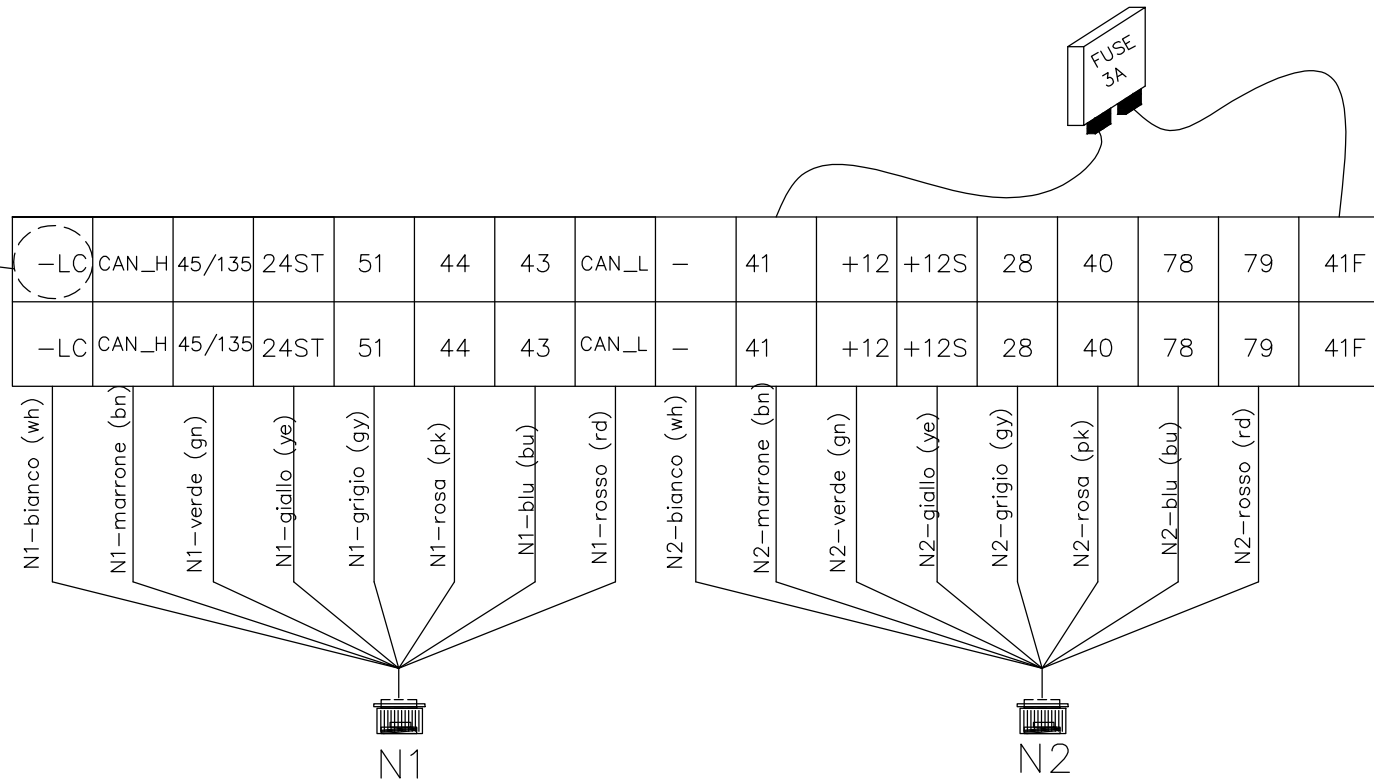 FUSE
3A
-LC CAN_H 45/135 24ST 51 44 43 CAN_L - 41 +12 +12S 28 40 78 79 41F
-LC CAN_H 45/135 24ST 51 44 43 CAN_L - 41 +12 +12S 28 40 78 79 41F
N1-bianco (wh)
N1-marrone (bn)
N1-verde (gn)
N1-giallo (ye)
N1-grigio (gy)
N1-rosa (pk)
N1-blu (bu)
N1-rosso (rd)
N2-bianco (wh)
N2-marrone (bn)
N2-verde (gn)
N2-giallo (ye)
N2-grigio (gy)
N2-rosa (pk)
N2-blu (bu)
N2-rosso (rd)
N1
N2